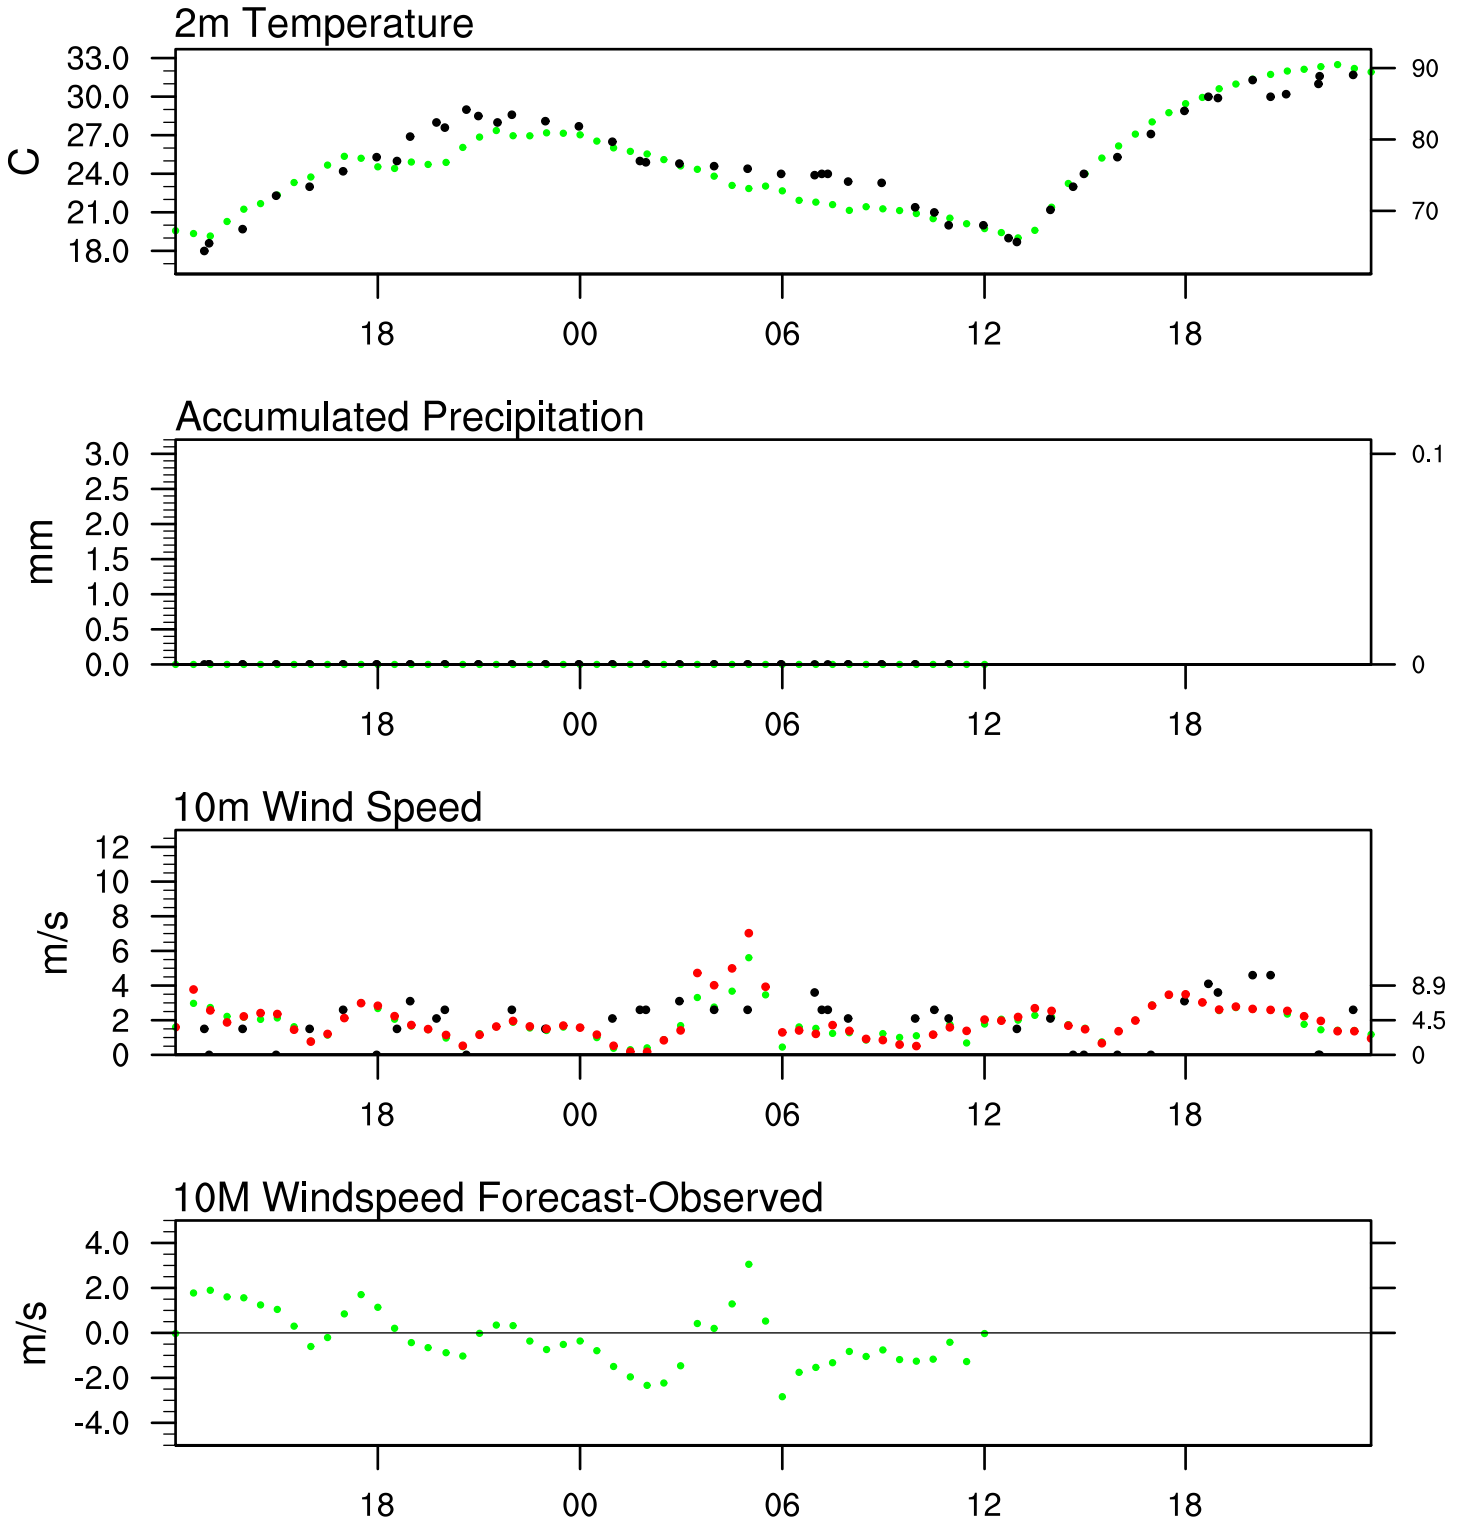 2m Temperature
33.0
30.0
27.0
24.0
21.0
18.0
C
90
80
70
18 00 06 12 18
Accumulated Precipitation
3.0
2.5
2.0
1.5
1.0
0.5
0.0
mm
0.1
0
18 00 06 12 18
10m Wind Speed
12
10
8
6
4
2
0
m/s
8.9
4.5
0
18 00 06 12 18
10M Windspeed Forecast-Observed
4.0
2.0
0.0
-2.0
-4.0
m/s
18 00 06 12 18